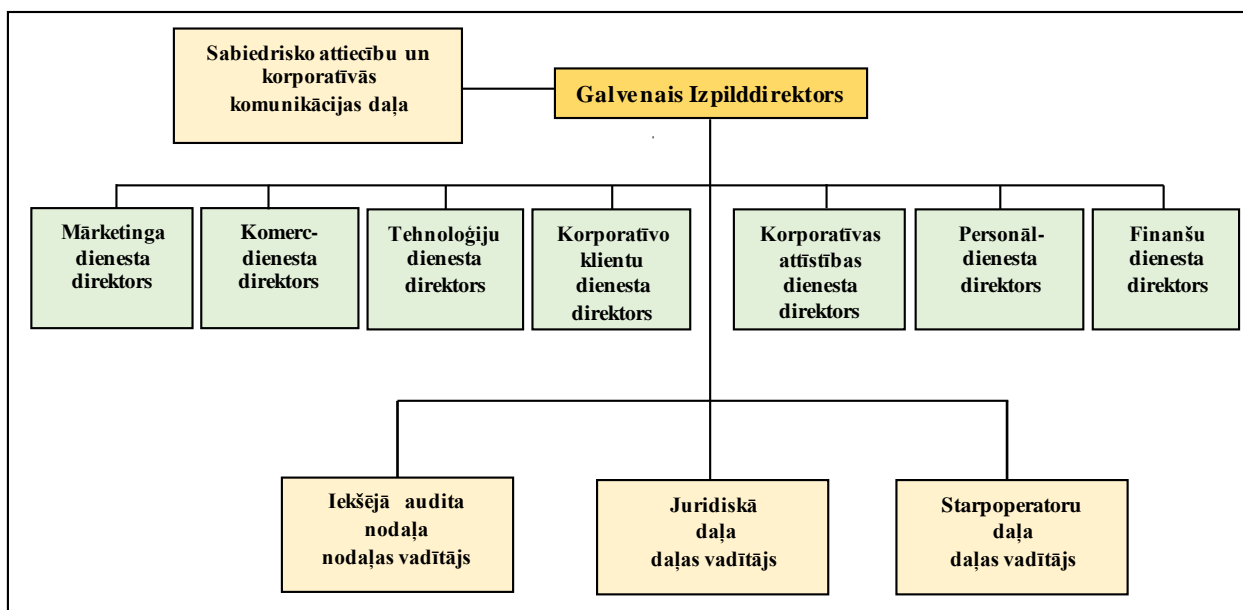 Sabiedrisko attiecību un
korporatīvās
komunikācijas daļa
Galvenais Izpilddirektors
Mārketinga
dienesta
direktors
Komerc-
dienesta
direktors
Tehnoloģiju
dienesta
direktors
Korporatīvo
klientu
dienesta
direktors
Korporatīvas
attīstības
dienesta
direktors
Personāl-
dienesta
direktors
Finanšu
dienesta
direktors
Iekšējā audita
nodaļa
nodaļas vadītājs
Juridiskā
daļa
daļas vadītājs
Starpoperatoru
daļa
daļas vadītājs